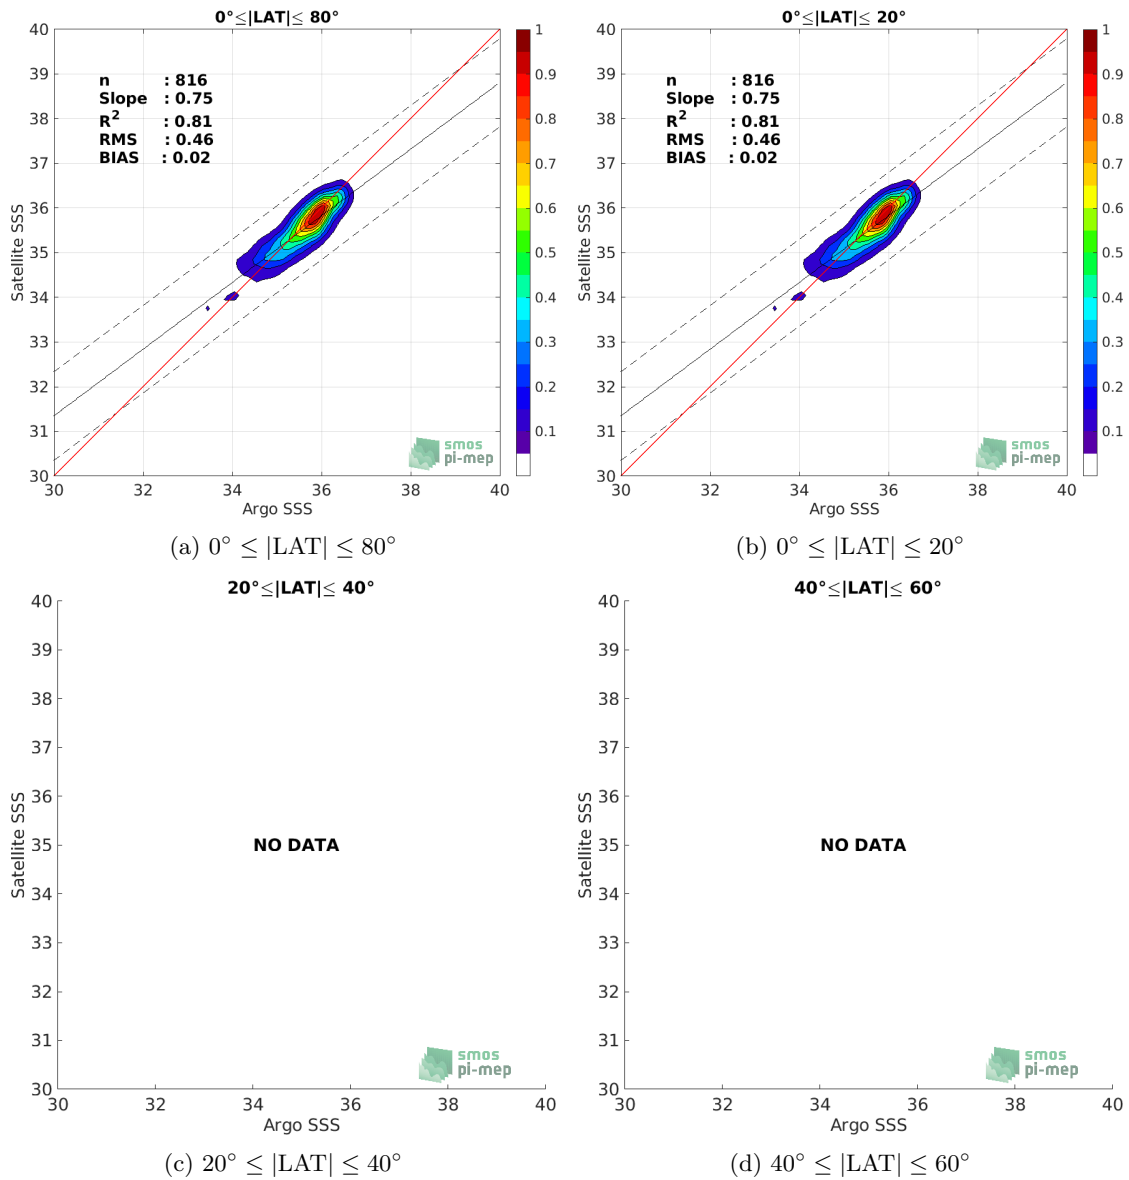 0°≤|LAT|≤ 80°
n : 816
Slope : 0.75
R2 : 0.81
RMS : 0.46
BIAS : 0.02
40
39
38
37
36
35
34
33
32
31
30
Satellite SSS
30 32 34 36 38 40
Argo SSS
1
0.9
0.8
0.7
0.6
0.5
0.4
0.3
0.2
0.1
smos
pi-mep
(a) 0° ≤ |LAT| ≤ 80°
0°≤|LAT|≤ 20°
n : 816
Slope : 0.75
R2 : 0.81
RMS : 0.46
BIAS : 0.02
40
39
38
37
36
35
34
33
32
31
30
Satellite SSS
30 32 34 36 38 40
Argo SSS
1
0.9
0.8
0.7
0.6
0.5
0.4
0.3
0.2
0.1
smos
pi-mep
(b) 0° ≤ |LAT| ≤ 20°
20°≤|LAT|≤ 40°
40
39
38
37
36
35
34
33
32
31
30
Satellite SSS
NO DATA
30 32 34 36 38 40
Argo SSS
smos
pi-mep
(c) 20° ≤ |LAT| ≤ 40°
40°≤|LAT|≤ 60°
40
39
38
37
36
35
34
33
32
31
30
Satellite SSS
NO DATA
30 32 34 36 38 40
Argo SSS
smos
pi-mep
(d) 40° ≤ |LAT| ≤ 60°